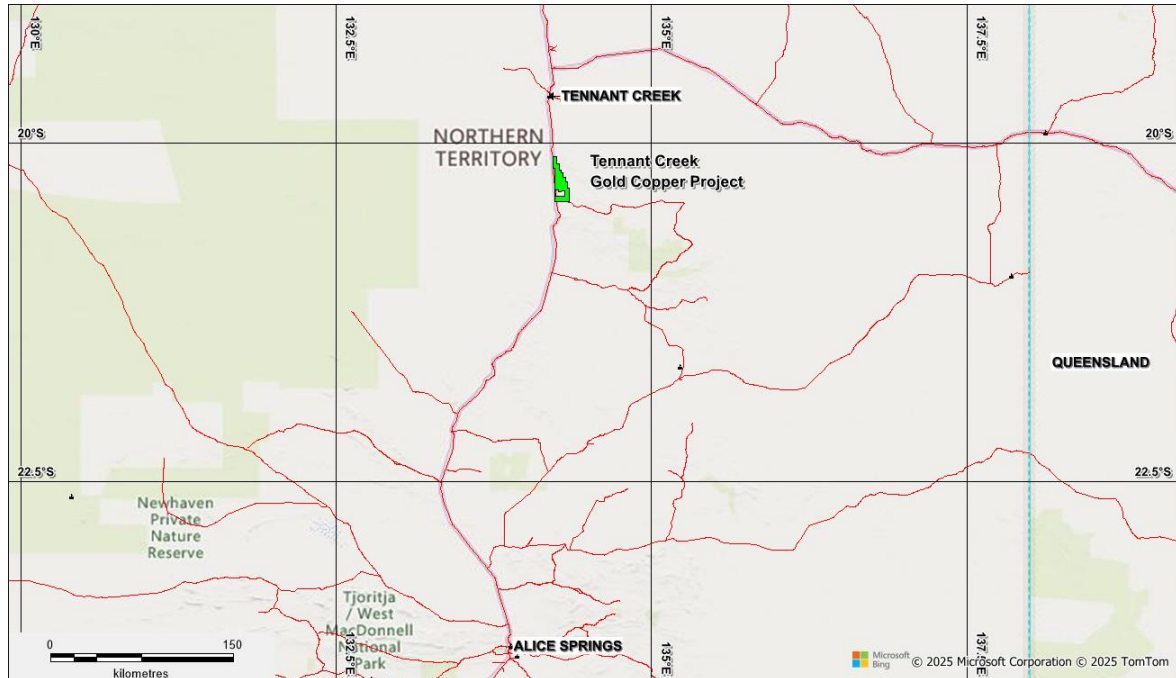 130°E
132.5°E
135°E
137.5°E
TENNANT CREEK
NORTHERN
TERRITORY
20°S
20°S
Tennant Creek
Gold Copper Project
QUEENSLAND
22.5°S
22.5°S
Newhaven
Private
Nature
Reserve
Tjoritja
/ West
MacDonnell
National
Park
ALICE SPRINGS
0 150
kilometres
132.5°E
135°E
137.5°E
Microsoft
Bing
© 2025 Microsoft Corporation © 2025 TomTom